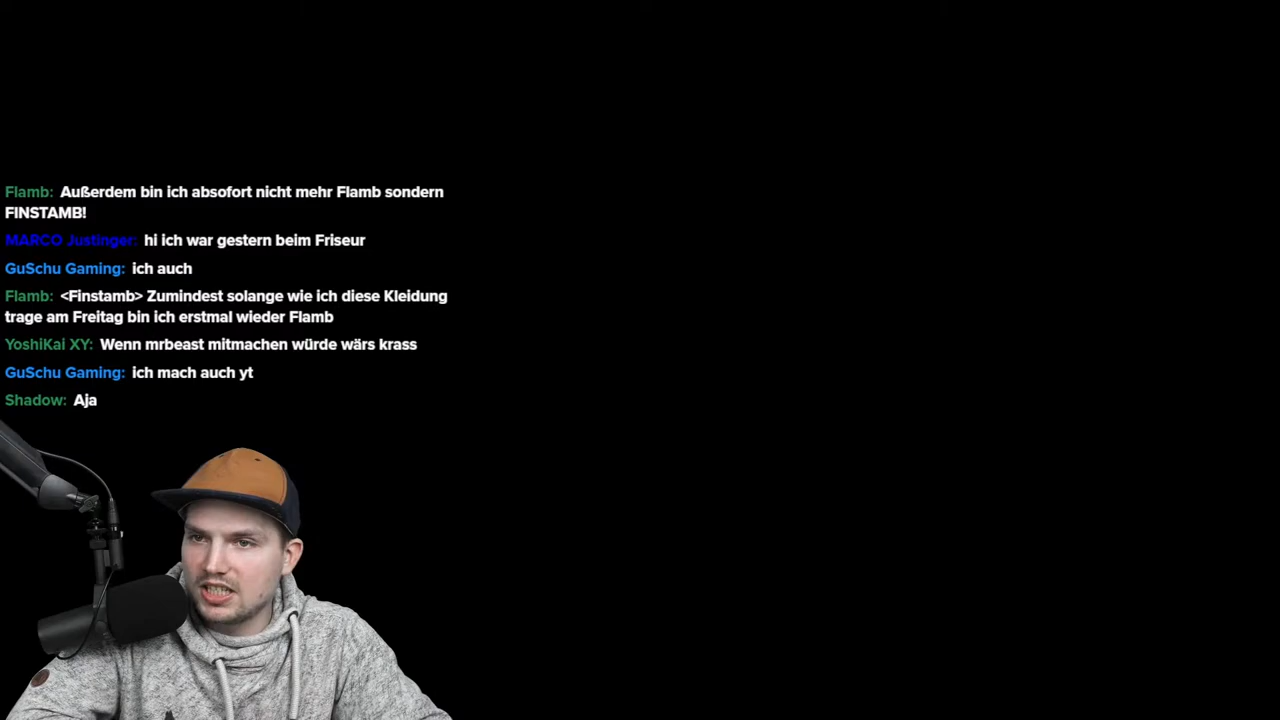 Flamb: Außerdem bin ich absofort nicht mehr Flamb sondern
FINSTAMB!
MARCO Justinger: hi ich war gestern beim Friseur
GuSchu Gaming: ich auch
Flamb: <Finstamb> Zumindest solange wie ich diese Kleidung
trage am Freitag bin ich erstmal wieder Flamb
YoshiKai XY: Wenn mrbeast mitmachen würde wärs krass
GuSchu Gaming: ich mach auch yt
Shadow: Aja